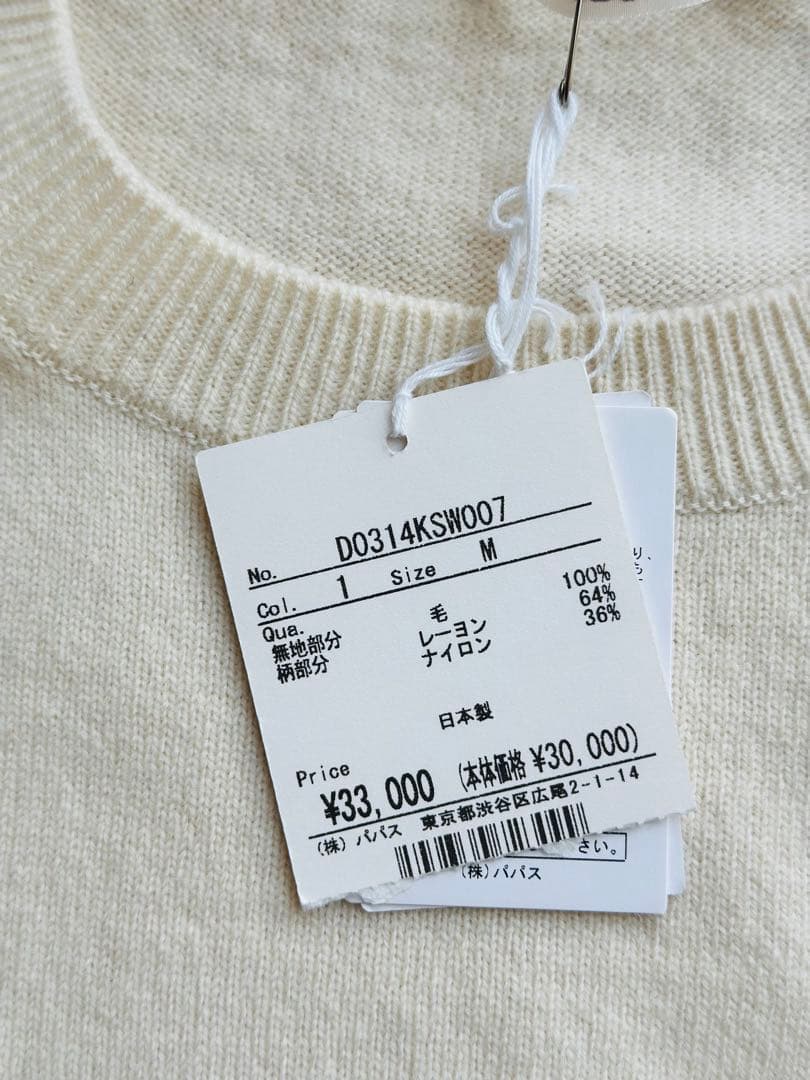 No. D0314KSW007
Col. 1 Size M
Qua.
無地部分 毛 100%
柄部分 レーヨン 64%
ナイロン 36%
日本製
Price
¥33,000 (本体価格 ¥30,000)
(株) パパス 東京都渋谷区広尾2-1-14
さい。
(株)パパス